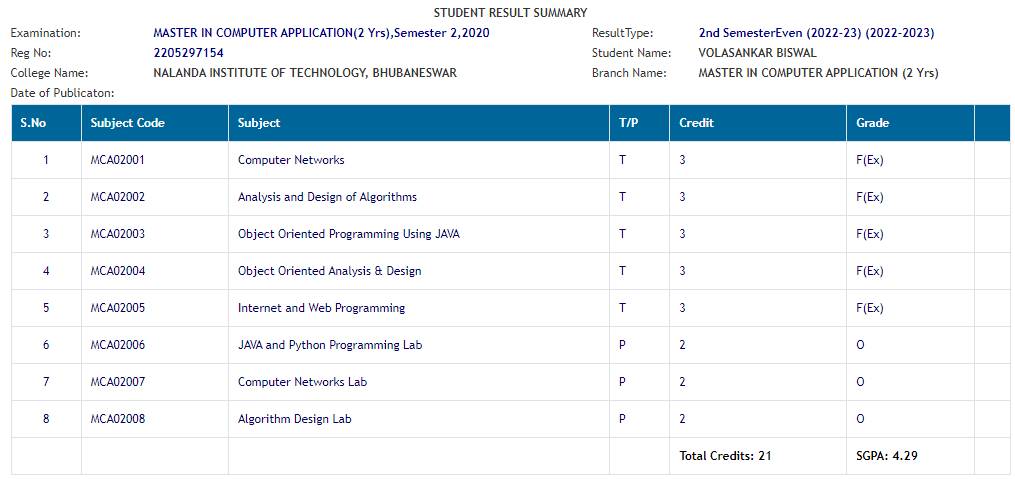 STUDENT RESULT SUMMARY
Examination: MASTER IN COMPUTER APPLICATION(2 Yrs),Semester 2,2020 ResultType: 2nd SemesterEven (2022-23) (2022-2023)
Reg No: 2205297154 Student Name: VOLASANKAR BISWAL
College Name: NALANDA INSTITUTE OF TECHNOLOGY, BHUBANESWAR Branch Name: MASTER IN COMPUTER APPLICATION (2 Yrs)
Date of Publicaton:
S.No Subject Code Subject T/P Credit Grade
1 MCA02001 Computer Networks T 3 F(Ex)
2 MCA02002 Analysis and Design of Algorithms T 3 F(Ex)
3 MCA02003 Object Oriented Programming Using JAVA T 3 F(Ex)
4 MCA02004 Object Oriented Analysis & Design T 3 F(Ex)
5 MCA02005 Internet and Web Programming T 3 F(Ex)
6 MCA02006 JAVA and Python Programming Lab P 2 O
7 MCA02007 Computer Networks Lab P 2 O
8 MCA02008 Algorithm Design Lab P 2 O
Total Credits: 21 SGPA: 4.29